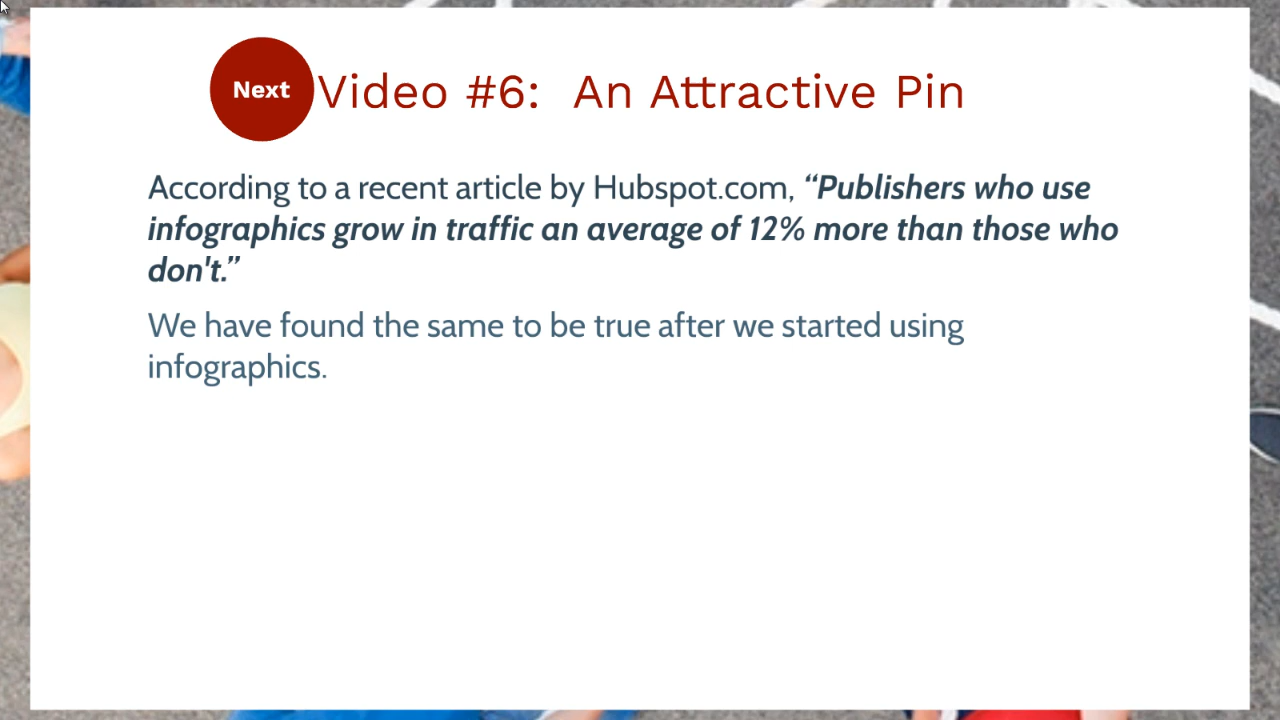 Next
Video #6: An Attractive Pin
According to a recent article by Hubspot.com, “Publishers who use
infographics grow in traffic an average of 12% more than those who
don't.”
We have found the same to be true after we started using
infographics.